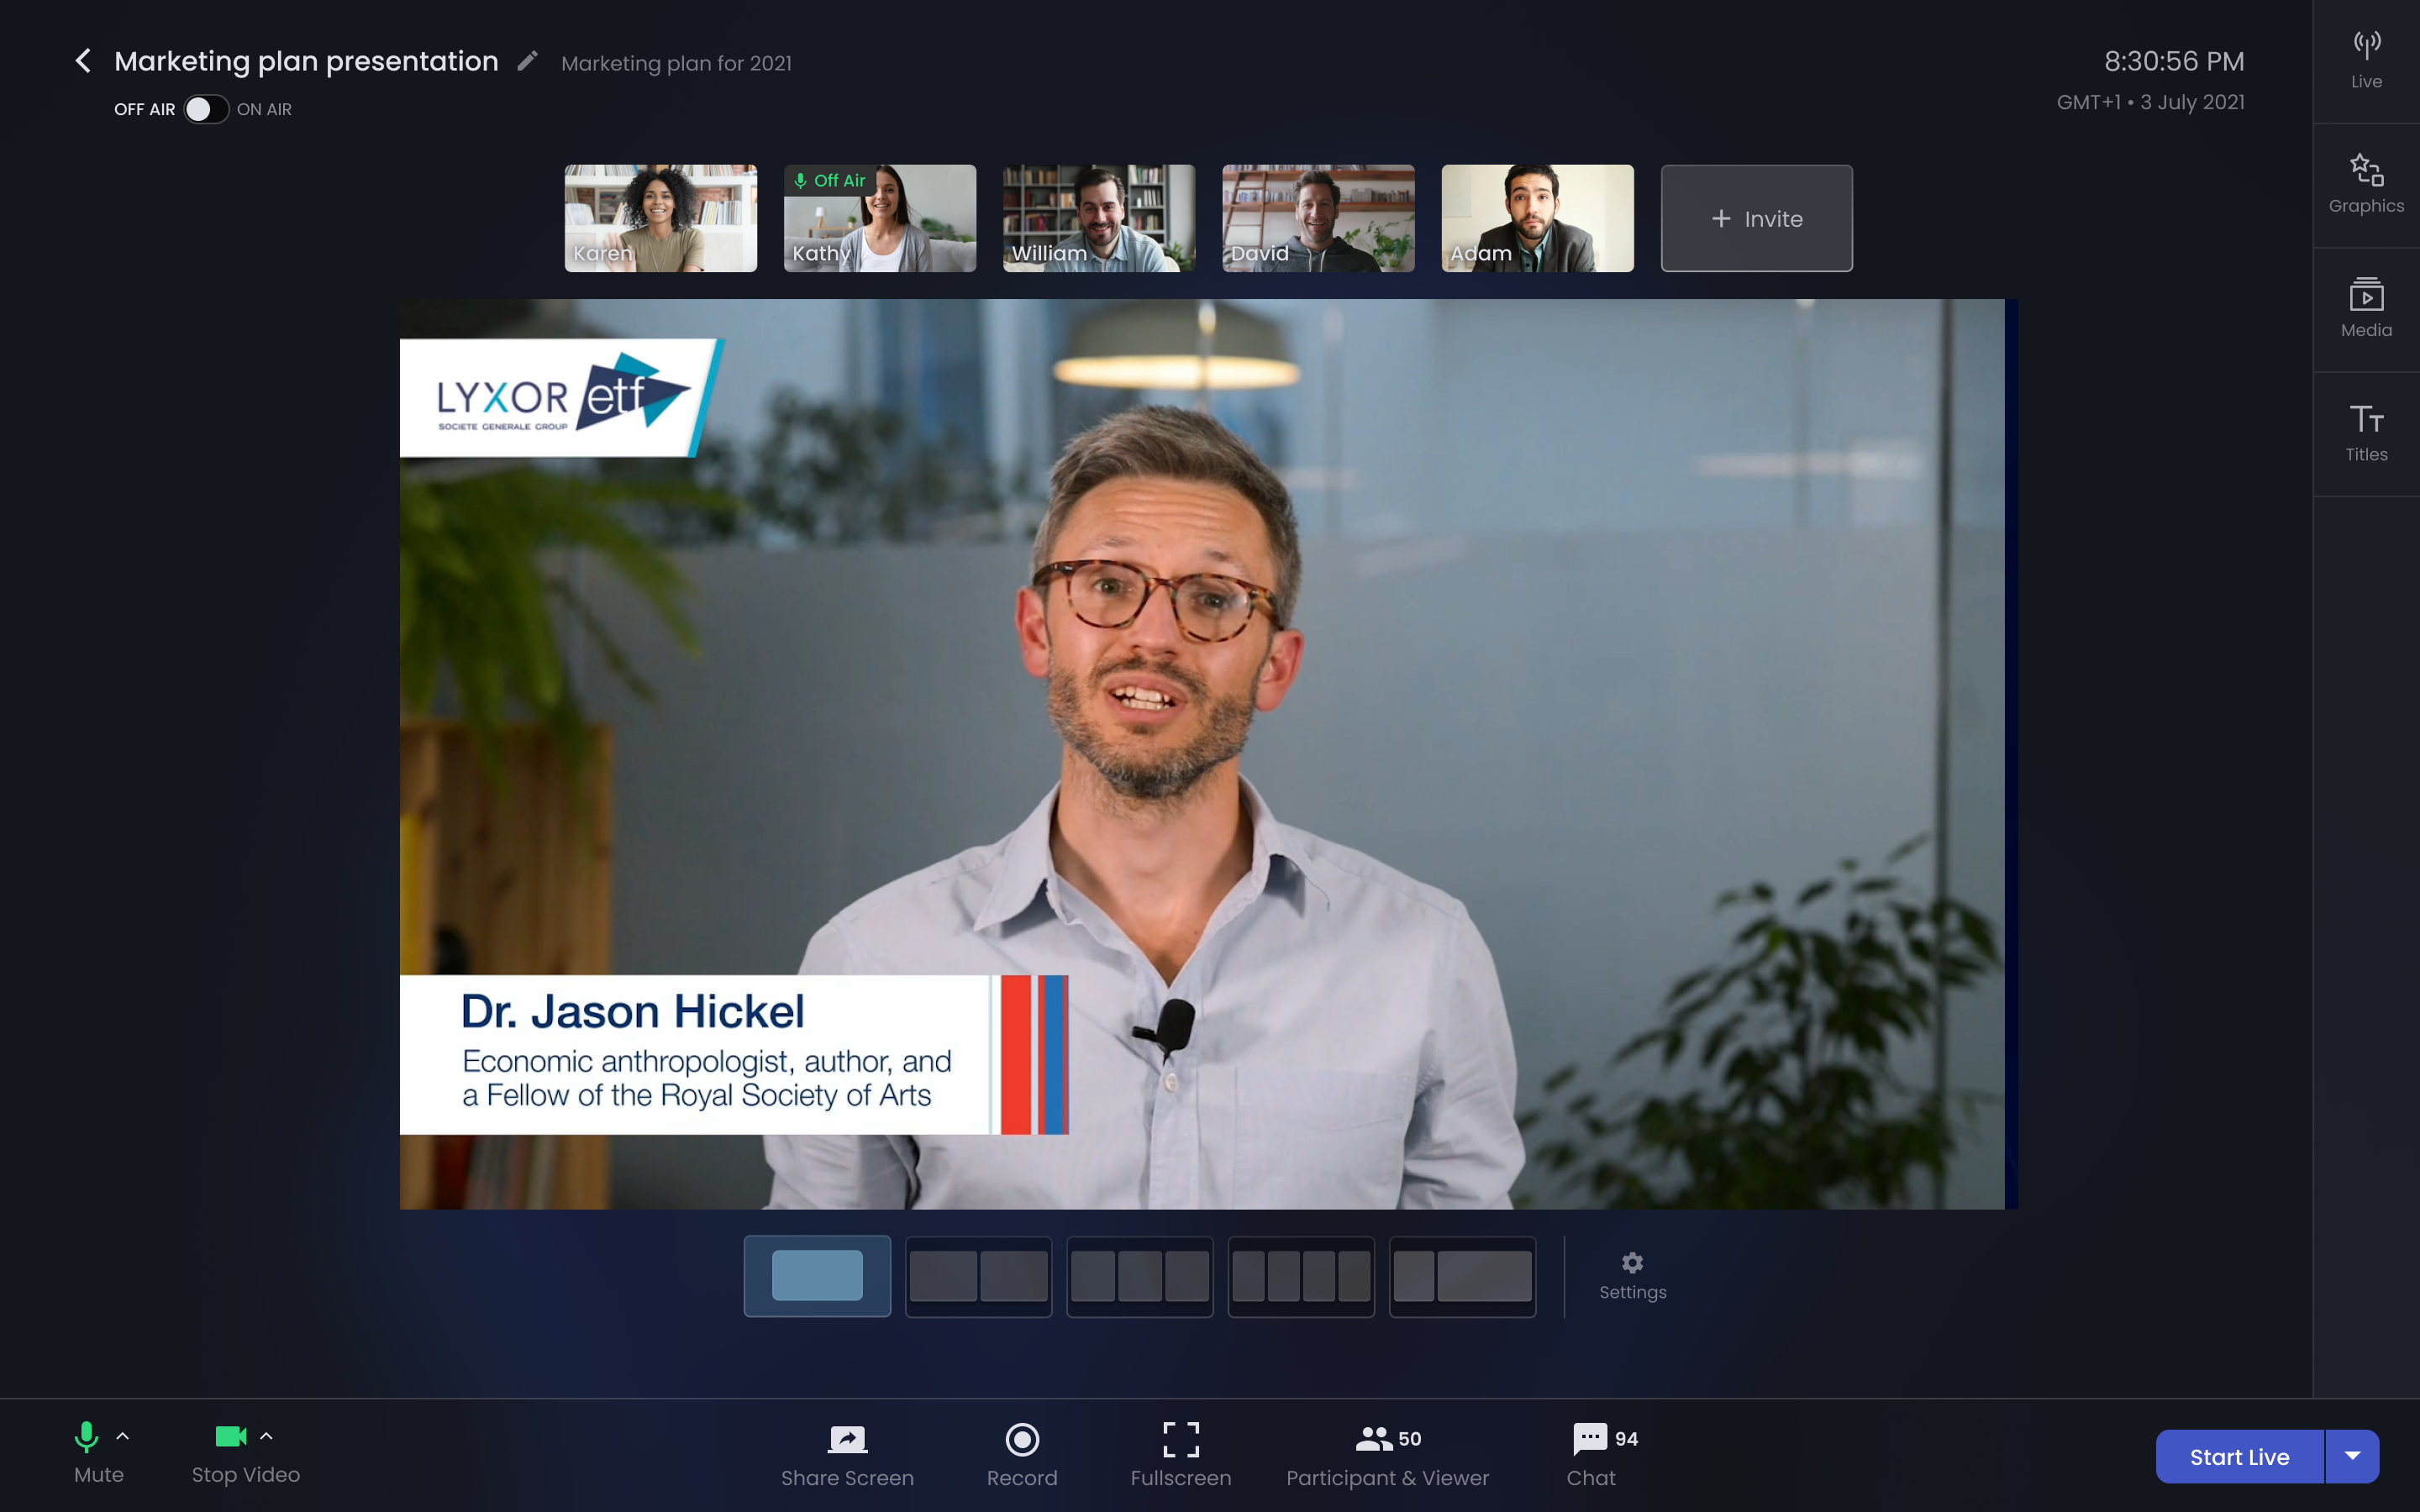 Marketing plan presentation
Marketing plan for 2021
OFF AIR
ON AIR
8:30:56 PM
GMT+1 • 3 July 2021
Live
Graphics
Media
Titles
Karen
Off Air
Kathy
William
David
Adam
+ Invite
LYXOR etf
SOCIETE GENERALE GROUP
Dr. Jason Hickel
Economic anthropologist, author, and
a Fellow of the Royal Society of Arts
Settings
Mute
Stop Video
Share Screen
Record
Fullscreen
50
Participant & Viewer
94
Chat
Start Live